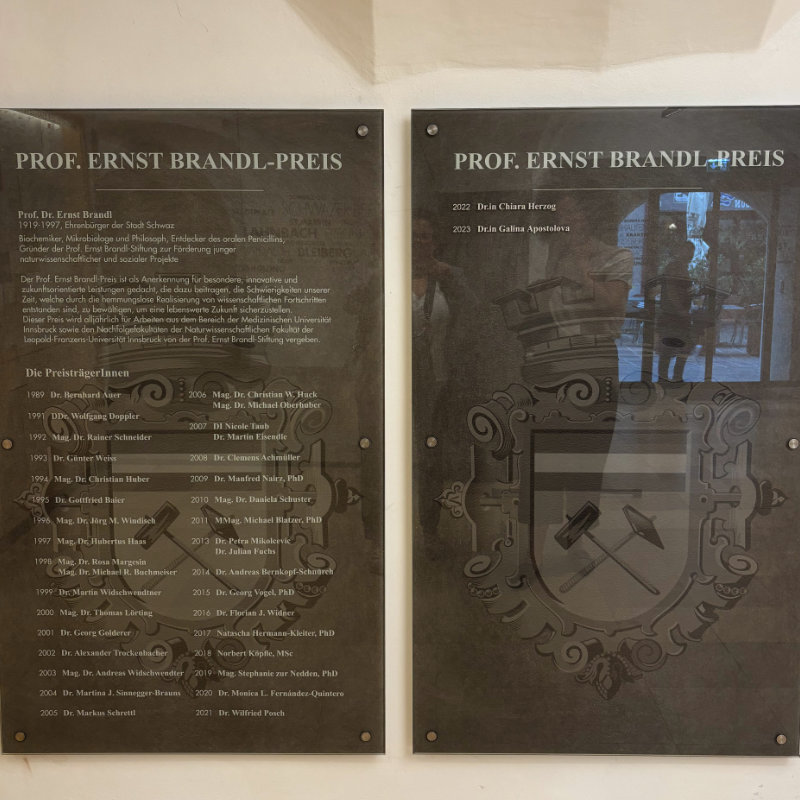 PROF. ERNST BRANDL-PREIS
Prof. Dr. Ernst Brandl
1919-1997, Ehrenbürger der Stadt Schwaz
Biochemiker, Mikrobiologe und Philosoph, Entdecker des oralen Penicillins,
Gründer der Prof. Ernst Brandl-Stiftung zur Förderung junger
naturwissenschaftlicher und sozialer Projekte
Der Prof. Ernst Brandl-Preis ist als Anerkennung für besondere, innovative und
zukunftsorientierte Leistungen gedacht, die dazu beitragen, die Schwierigkeiten unserer
Zeit, welche durch die hemmungslose Realisierung von wissenschaftlichen Fortschritten
entstanden sind, zu bewältigen, um eine lebenswerte Zukunft sicherzustellen.
Dieser Preis wird alljährlich für Arbeiten aus dem Bereich der Medizinischen Universität
Innsbruck sowie den Nachfolgefakultäten der Naturwissenschaftlichen Fakultät der
Leopold-Franzens-Universität Innsbruck von der Prof. Ernst Brandl-Stiftung vergeben.
Die PreisträgerInnen
1989 Dr. Bernhard Auer
1991 DDr. Wolfgang Doppler
1992 Mag. Dr. Rainer Schneider
1993 Dr. Günter Weiss
1994 Mag. Dr. Christian Huber
1995 Dr. Gottfried Baier
1996 Mag. Dr. Jörg M. Windisch
1997 Mag. Dr. Hubertus Haas
1998 Mag. Dr. Rosa Margesin
Mag. Dr. Michael R. Buchmeiser
1999 Dr. Martin Widschwendtner
2000 Mag. Dr. Thomas Lörting
2001 Dr. Georg Golderer
2002 Dr. Alexander Trockenbacher
2003 Mag. Dr. Andreas Widschwendter
2004 Dr. Martina J. Sinnegger-Brauns
2005 Dr. Markus Schrettl
2006 Mag. Dr. Christian W. Huck
Mag. Dr. Michael Oberhuber
2007 DI Nicole Taub
Dr. Martin Eisendle
2008 Dr. Clemens Achmüller
2009 Dr. Manfred Nairz, PhD
2010 Mag. Dr. Daniela Schuster
2011 MMag. Michael Blatzer, PhD
2013 Dr. Petra Mikolcevic
Dr. Julian Fuchs
2014 Dr. Andreas Bernkopf-Schnürch
2015 Dr. Georg Vogel, PhD
2016 Dr. Florian J. Widner
2017 Natascha Hermann-Kleiter, PhD
2018 Norbert Köpfle, MSc
2019 Mag. Stephanie zur Nedden, PhD
2020 Dr. Monica L. Fernández-Quintero
2021 Dr. Wilfried Posch
PROF. ERNST BRANDL-PREIS
2022 Dr.in Chiara Herzog
2023 Dr.in Galina Apostolova